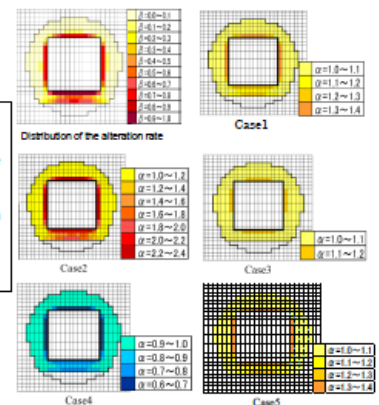 β=0.0~0.1
β=0.1~0.2
β=0.2~0.3
β=0.3~0.4
β=0.4~0.5
β=0.5~0.6
β=0.6~0.7
β=0.7~0.8
β=0.8~0.9
β=0.9~1.0
Distribution of the alteration rate
α=1.0~1.1
α=1.1~1.2
α=1.2~1.3
α=1.3~1.4
Case1
α=1.0~1.2
α=1.2~1.4
α=1.4~1.6
α=1.6~1.8
α=1.8~2.0
α=2.0~2.2
α=2.2~2.4
Case2
α=1.0~1.1
α=1.1~1.2
Case3
α=0.9~1.0
α=0.8~0.9
α=0.7~0.8
α=0.6~0.7
Case4
α=1.0~1.1
α=1.1~1.2
α=1.2~1.3
α=1.3~1.4
Case5